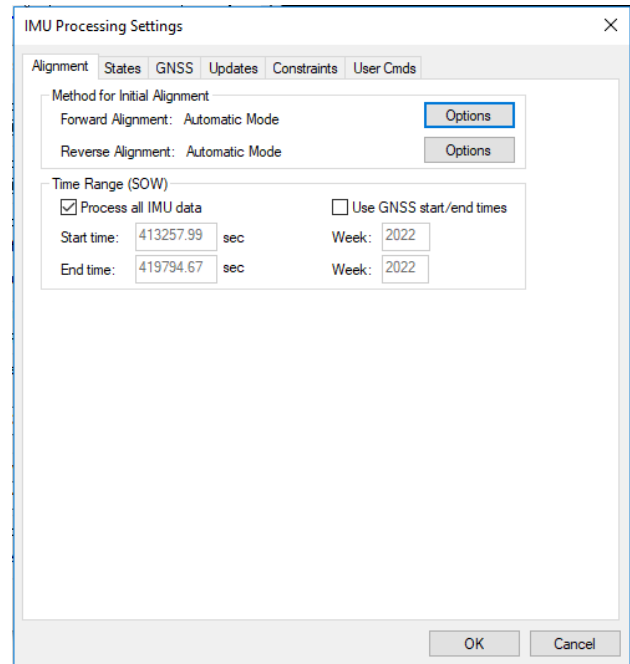 IMU Processing Settings
Alignment States GNSS Updates Constraints User Cmds
Method for Initial Alignment
Forward Alignment: Automatic Mode Options
Reverse Alignment: Automatic Mode Options
Time Range (SOW)
Process all IMU data Use GNSS start/end times
Start time: 413257.99 sec Week: 2022
End time: 419794.67 sec Week: 2022
OK Cancel